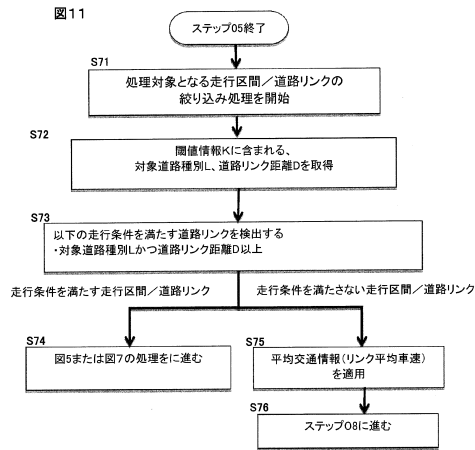 図11
ステップ05終了
S71
処理対象となる走行区間／道路リンクの
絞り込み処理を開始
S72
閾値情報Kに含まれる、
対象道路種別L、道路リンク距離Dを取得
S73
以下の走行条件を満たす道路リンクを検出する
・対象道路種別Lかつ道路リンク距離D以上
走行条件を満たす走行区間／道路リンク
走行条件を満たさない走行区間／道路リンク
S74
図5または図7の処理をに進む
S75
平均交通情報（リンク平均車速）
を適用
S76
ステップ08に進む